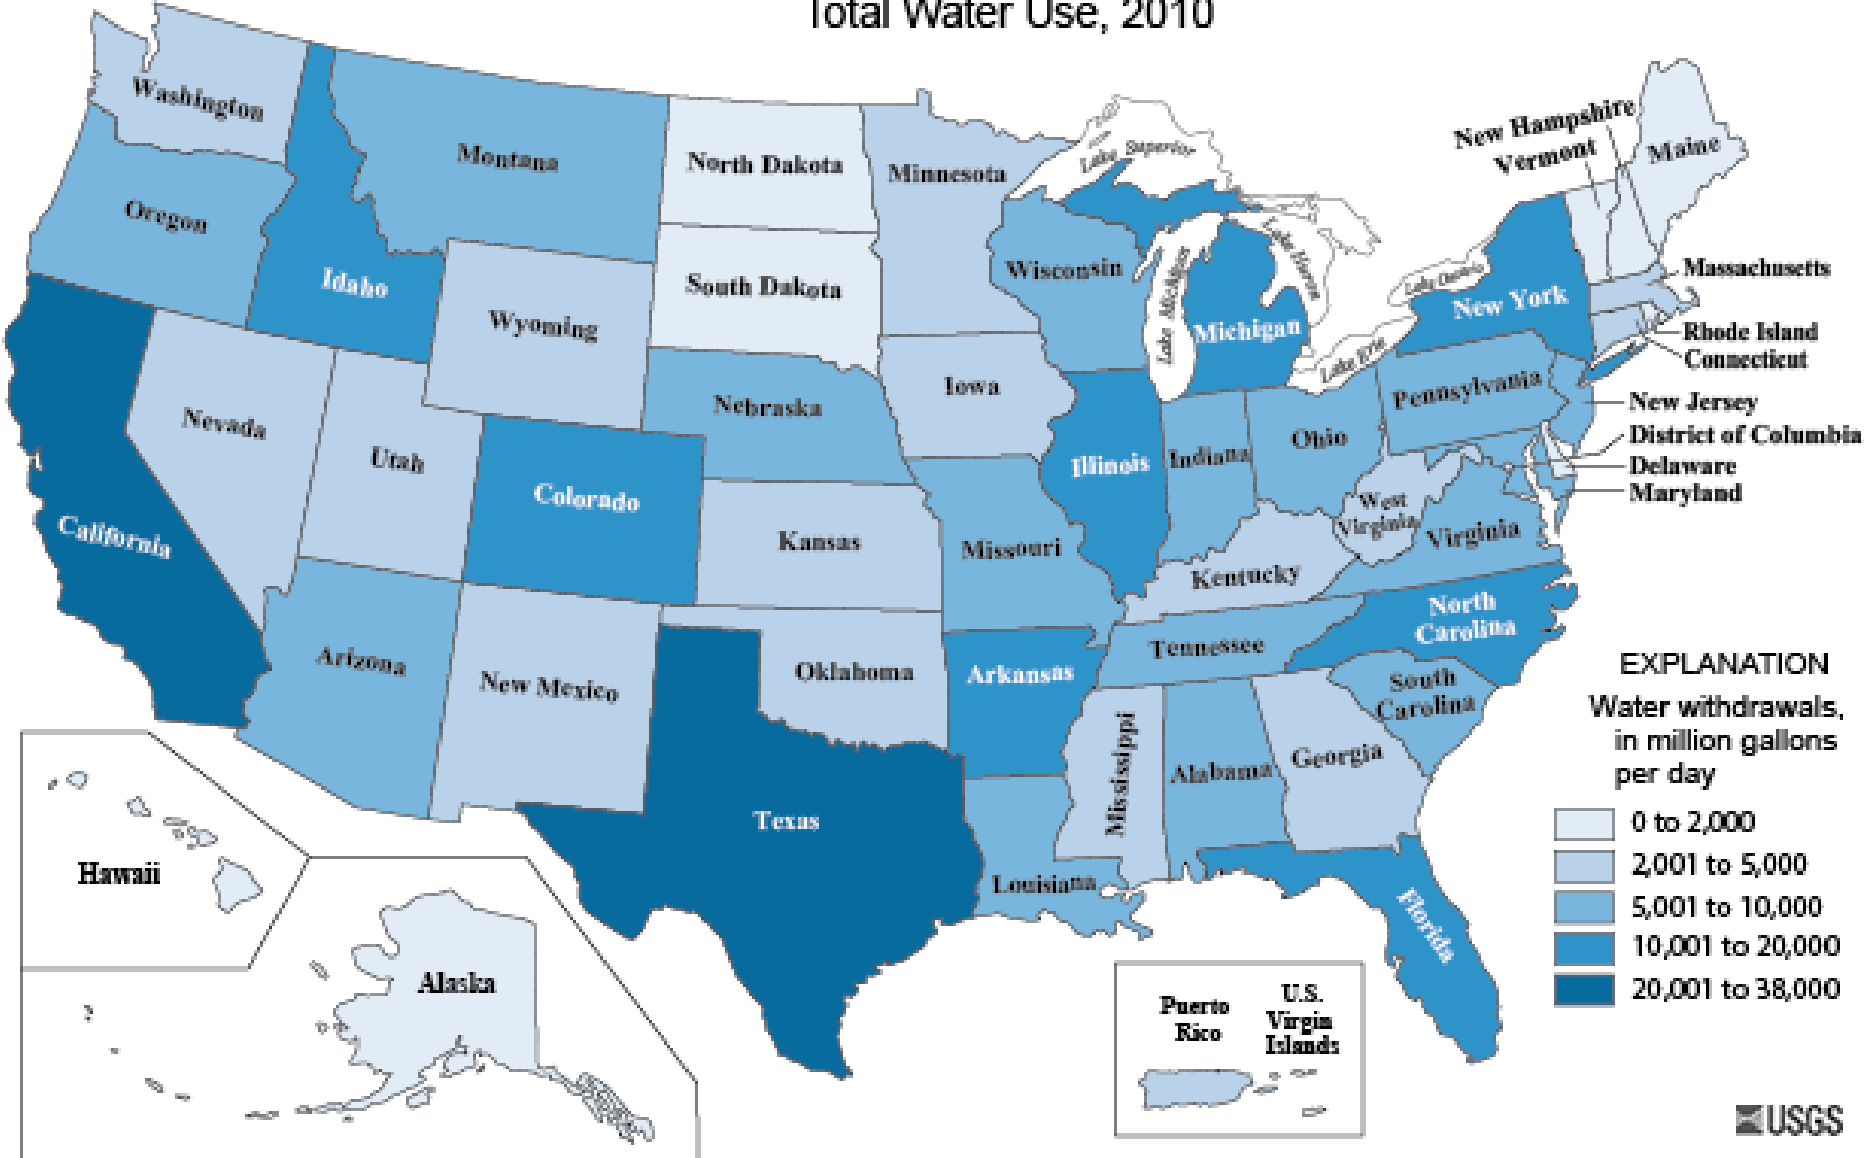 Total Water Use, 2010
Washington
Montana
North Dakota
Minnesota
Lake Superior
New Hampshire
Vermont
Maine
Oregon
Idaho
South Dakota
Wisconsin
Lake Michigan
Lake Huron
Michigan
Lake Ontario
New York
Massachusetts
Rhode Island
Connecticut
Wyoming
Lake Erie
Nevada
Utah
Nebraska
Iowa
Pennsylvania
New Jersey
District of Columbia
Delaware
Maryland
Colorado
Illinois
Indiana
Ohio
West
Virginia
Virginia
California
Kansas
Missouri
Kentucky
North
Carolina
Arizona
New Mexico
Oklahoma
Arkansas
Tennessee
South
Carolina
Texas
Mississippi
Alabama
Georgia
Louisiana
Florida
Hawaii
Alaska
Puerto
Rico
U.S.
Virgin
Islands
EXPLANATION
Water withdrawals,
in million gallons
per day
0 to 2,000
2,001 to 5,000
5,001 to 10,000
10,001 to 20,000
20,001 to 38,000
USGS